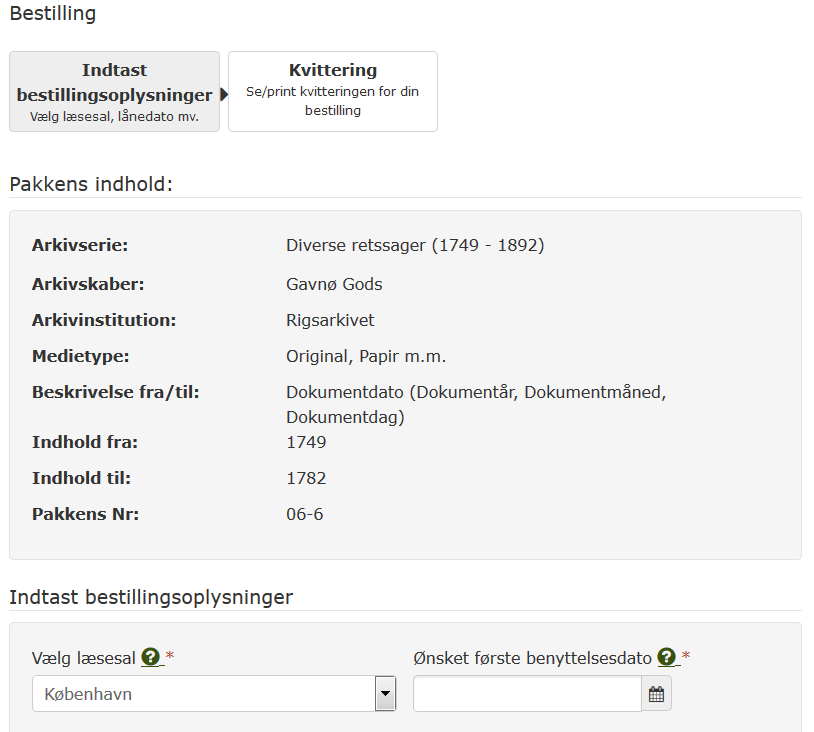 Bestilling
Indtast
bestillingsoplysninger
Vælg læsesal, lånedato mv.
Kvittering
Se/print kvitteringen for din
bestilling
Pakkens indhold:
Arkivserie: Diverse retssager (1749 - 1892)
Arkivskaber: Gavnø Gods
Arkivinstitution: Rigsarkivet
Medietype: Original, Papir m.m.
Beskrivelse fra/til: Dokumentdato (Dokumentår, Dokumentmåned,
Dokumentdag)
Indhold fra: 1749
Indhold til: 1782
Pakkens Nr: 06-6
Indtast bestillingsoplysninger
Vælg læsesal ? * Ønsket første benyttelsesdato ? *
København